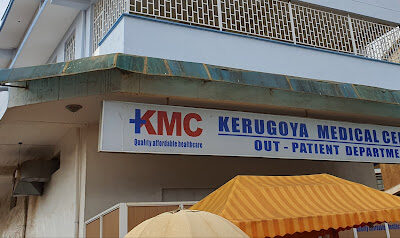 KMC
Quality affordable healthcare
KERUGOYA MEDICAL CE
OUT - PATIENT DEPARTME